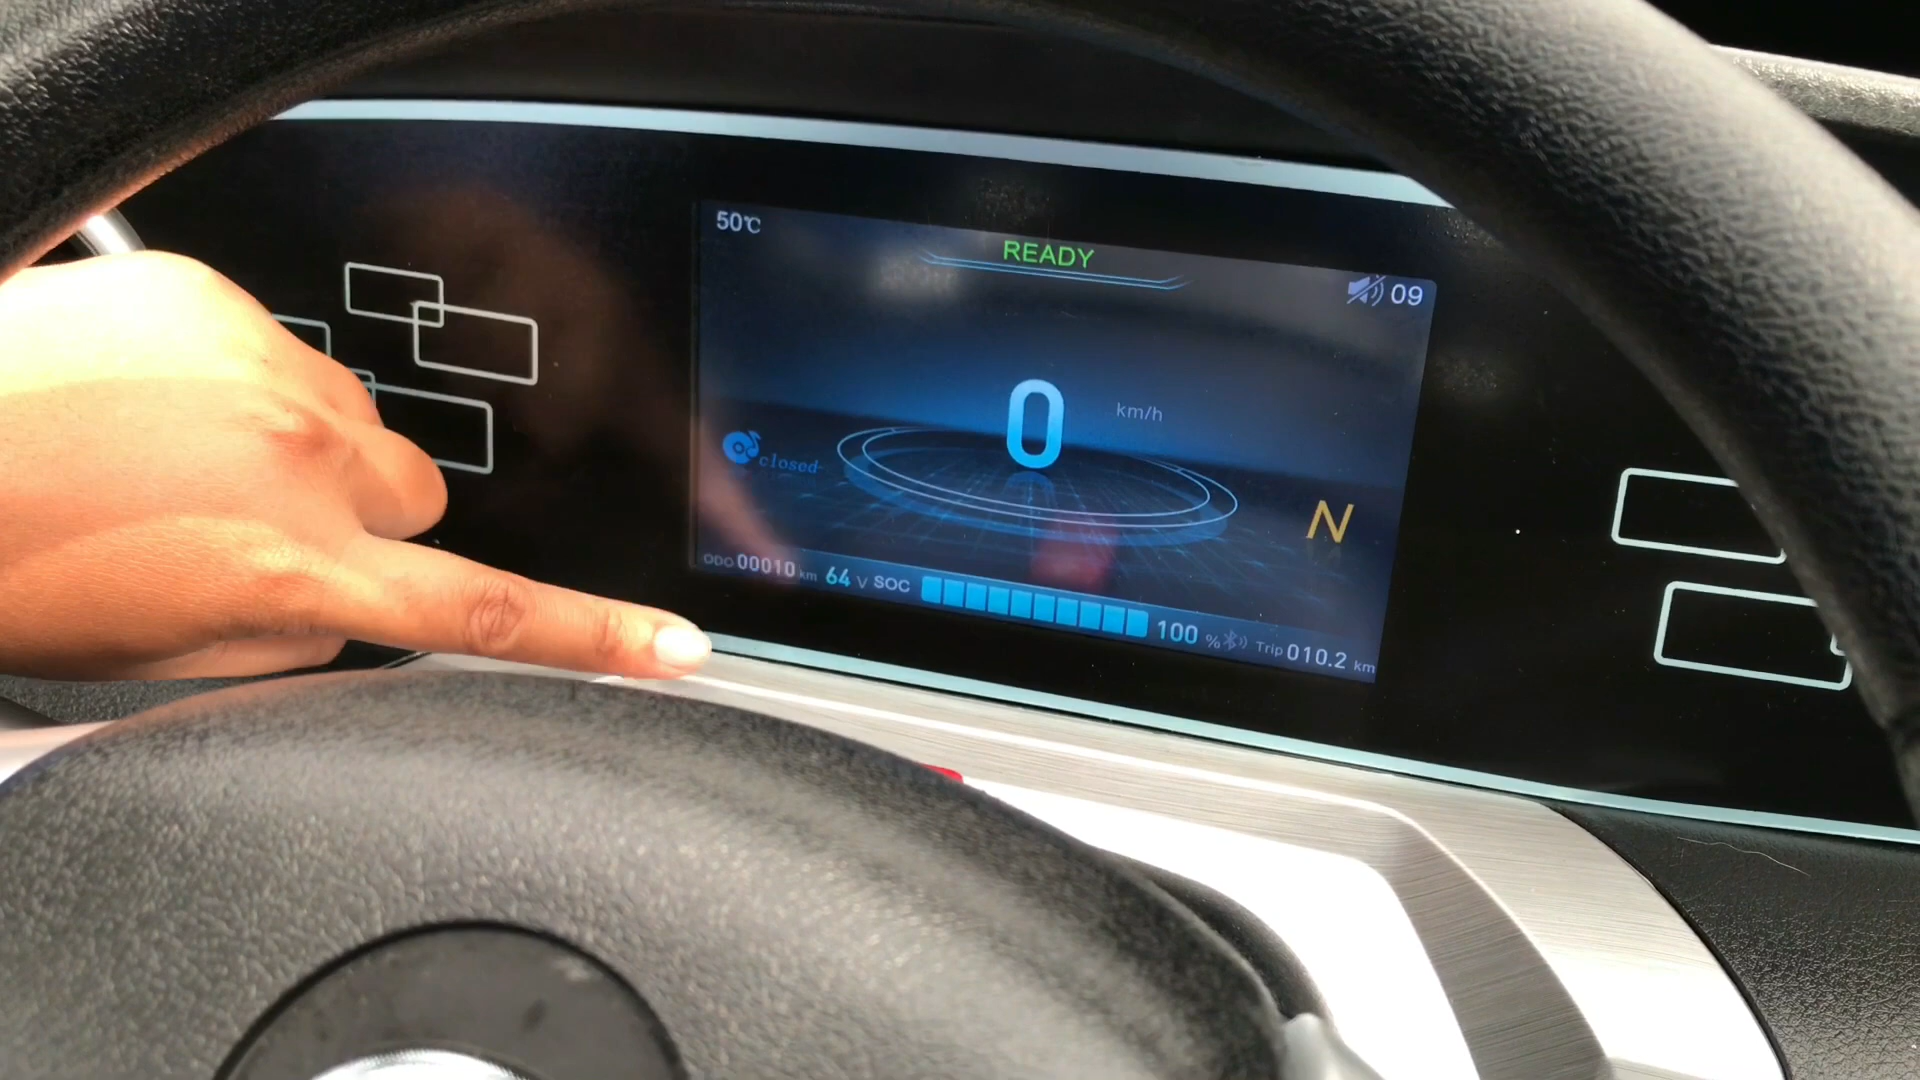 50℃
READY
09
0 km/h
closed-
N
ODO 00010 km 64 V SOC 100 % Trip 010.2 km